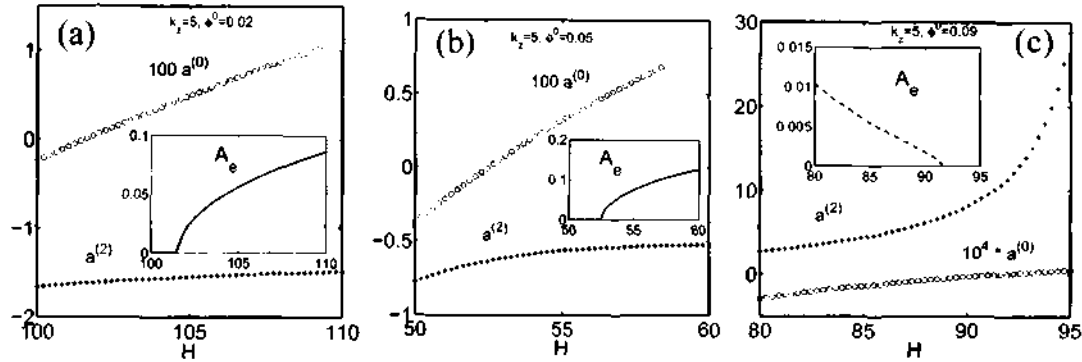 (a)
k_z=5, ϕ^0=0.02
100 a^(0)
A_e
0.1
0.05
0
100 105 110
a^(2)
1
0
−1
−2
100 105 110
H
(b)
k_z=5, ϕ^0=0.05
100 a^(0)
A_e
0.2
0.1
0
50 55 60
a^(2)
0.5
0
−0.5
−1
50 55 60
H
(c)
k_z=5, ϕ^0=0.09
A_e
0.015
0.01
0.005
0
80 85 90 95
a^(2)
10^4 * a^(0)
30
20
10
0
80 85 90 95
H